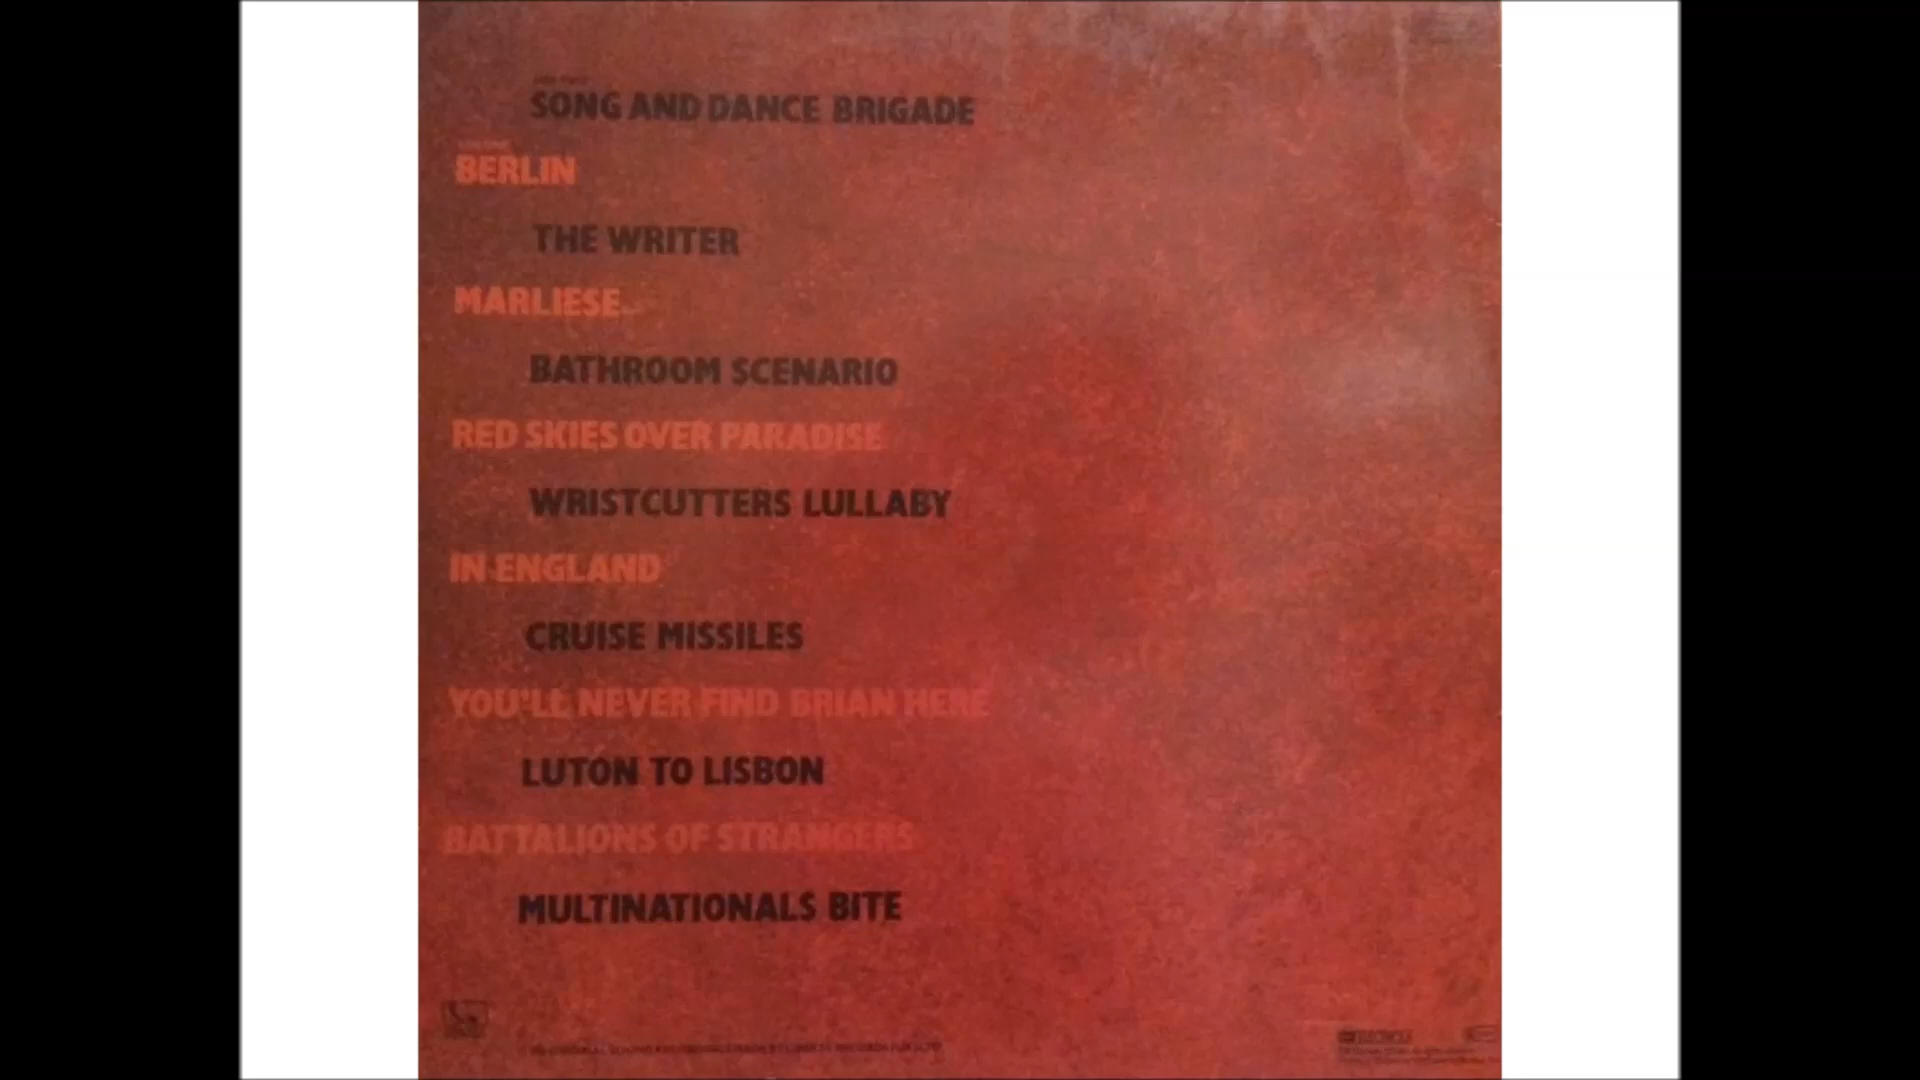 SONG AND DANCE BRIGADE
BERLIN
THE WRITER
MARLIESE
BATHROOM SCENARIO
RED SKIES OVER PARADISE
WRISTCUTTERS LULLABY
IN ENGLAND
CRUISE MISSILES
YOU'LL NEVER FIND BRIAN HERE
LUTON TO LISBON
BATTALIONS OF STRANGERS
MULTINATIONALS BITE